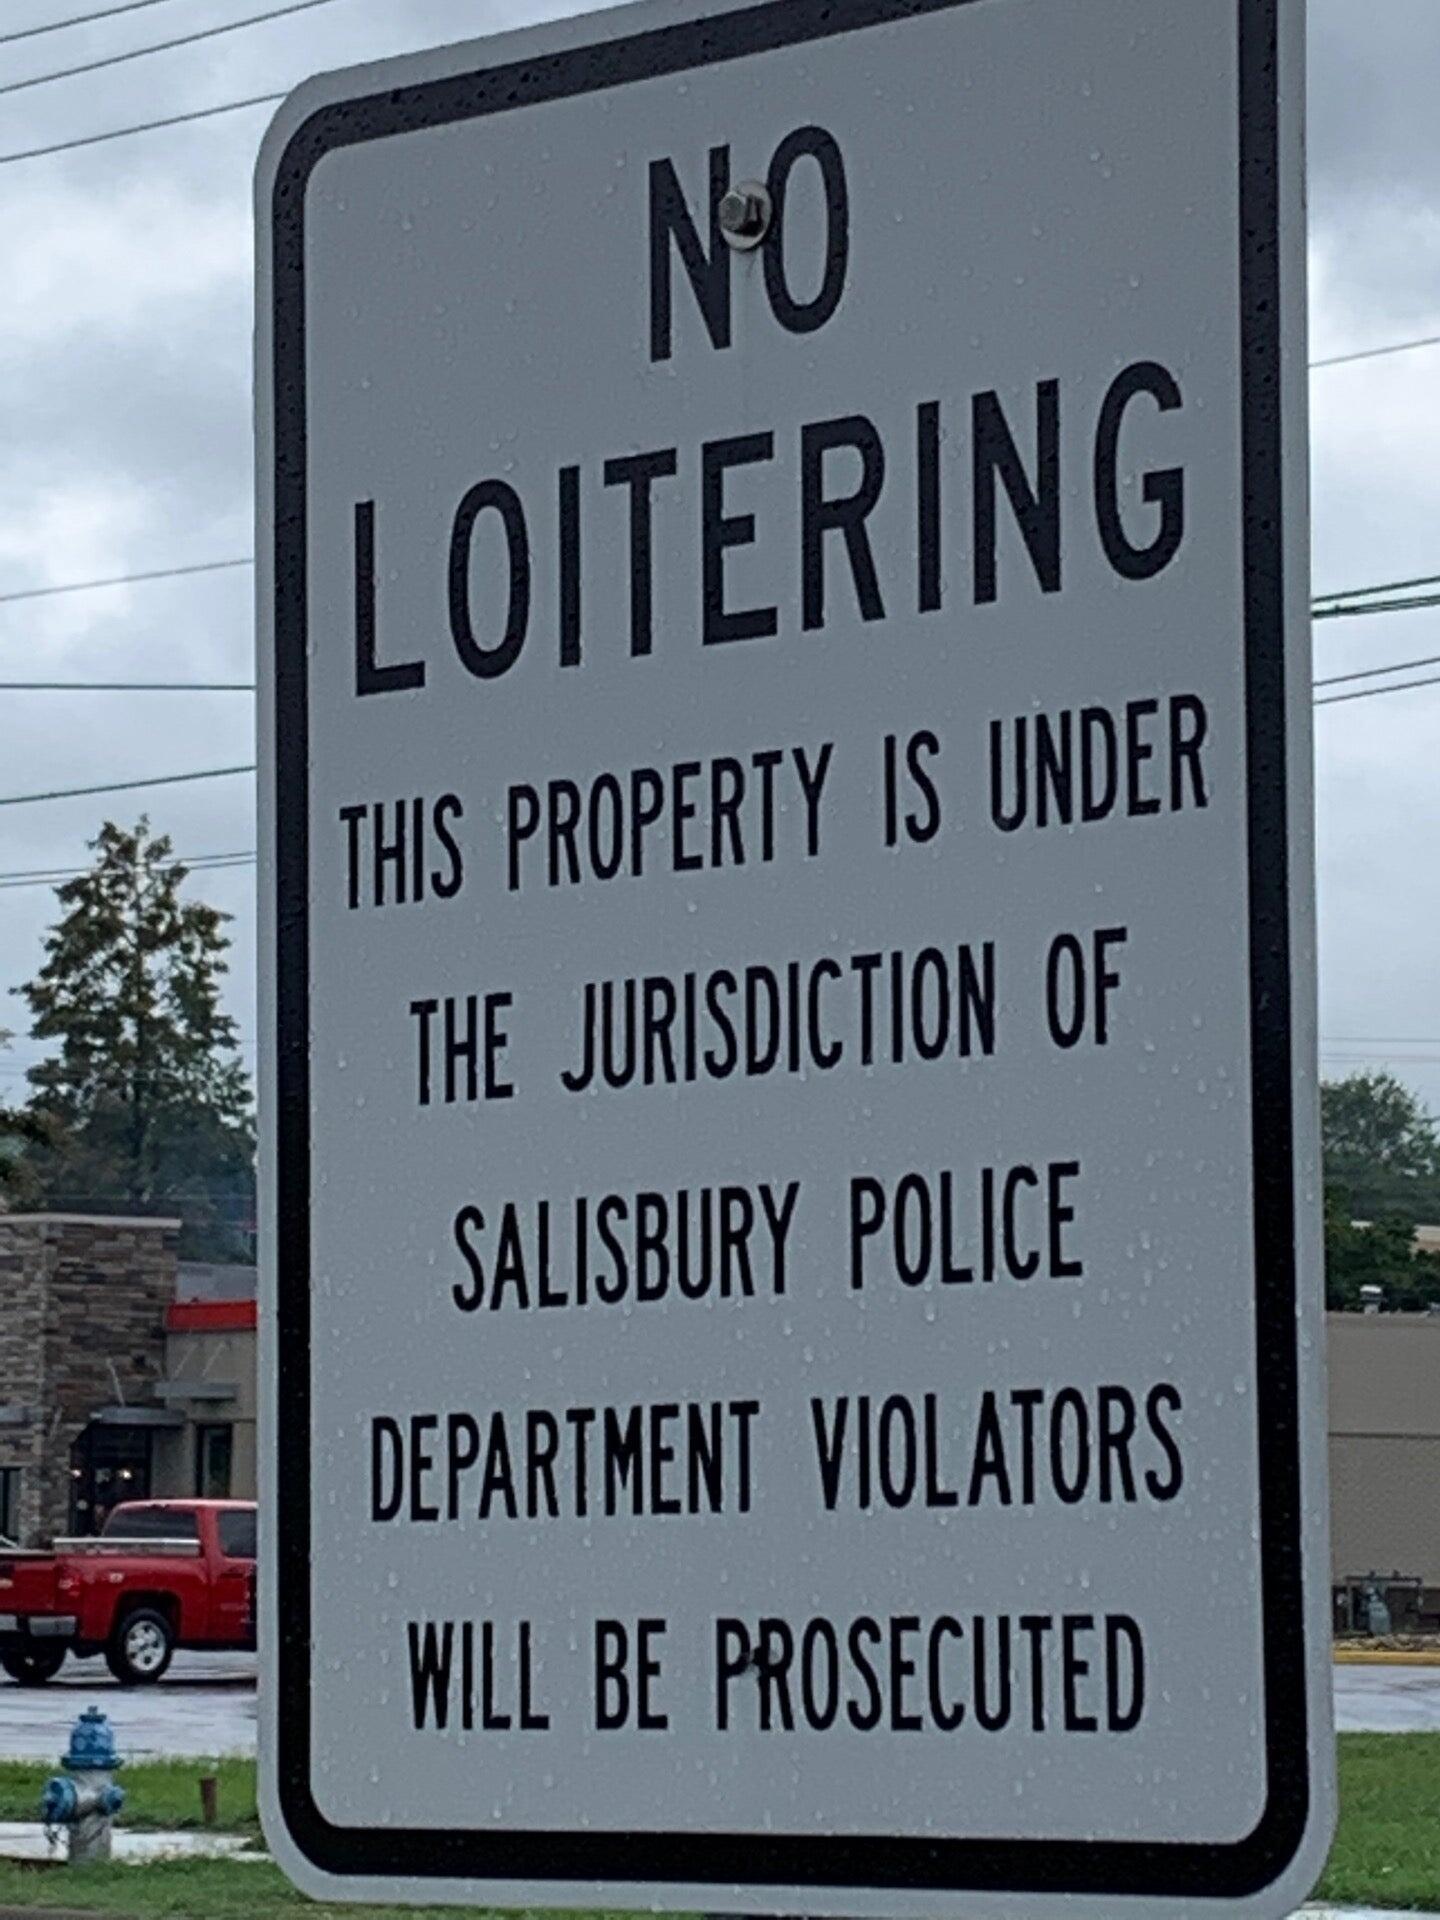 NO
LOITERING
THIS PROPERTY IS UNDER
THE JURISDICTION OF
SALISBURY POLICE
DEPARTMENT VIOLATORS
WILL BE PROSECUTED